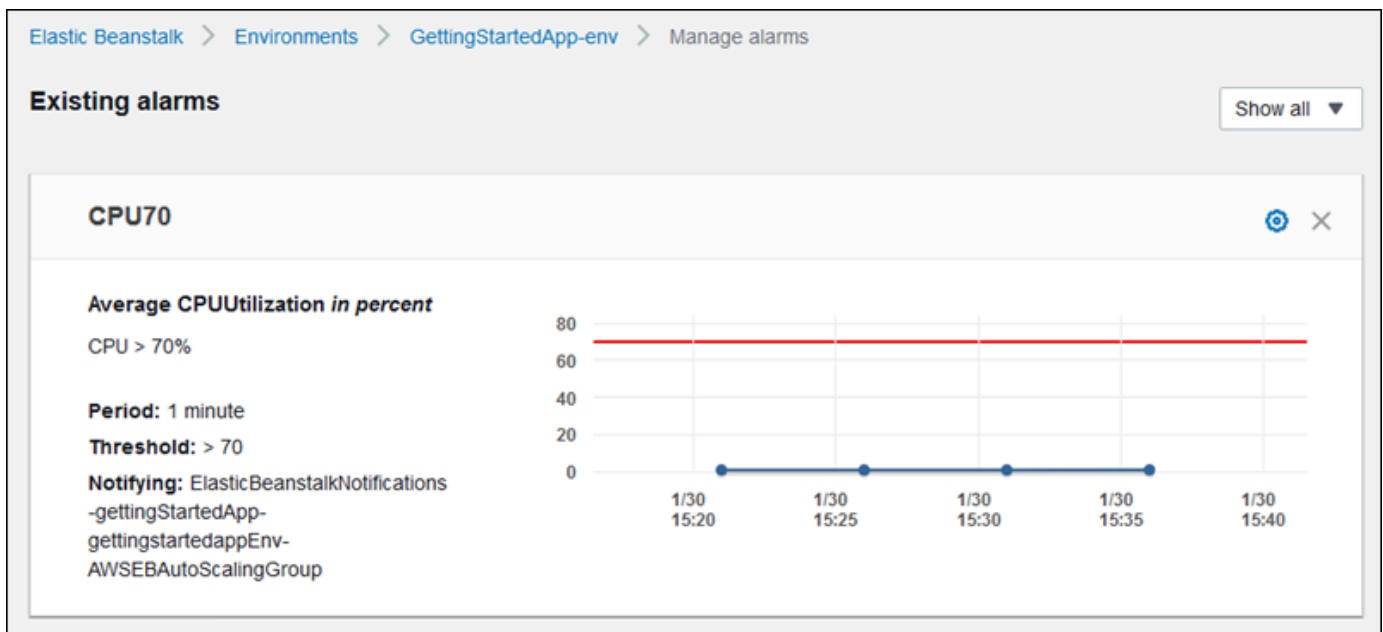 Elastic Beanstalk > Environments > GettingStartedApp-env > Manage alarms
Existing alarms
Show all
CPU70
Average CPUUtilization in percent
CPU > 70%
Period: 1 minute
Threshold: > 70
Notifying: ElasticBeanstalkNotifications
-gettingStartedApp-
gettingstartedappEnv-
AWSEBAutoScalingGroup
80
60
40
20
0
1/30 1/30 1/30 1/30 1/30
15:20 15:25 15:30 15:35 15:40